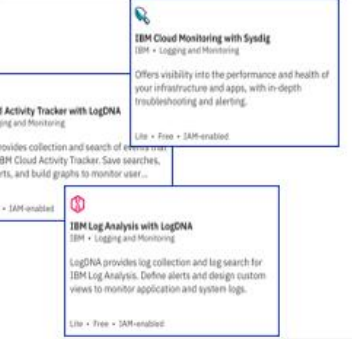 IBM Cloud Monitoring with Sysdig
IBM • Logging and Monitoring
Offers visibility into the performance and health of
your infrastructure and apps, with in-depth
troubleshooting and alerting.
Lite • Free • IAM-enabled
Activity Tracker with LogDNA
and Monitoring
collection and search of
IBM Cloud Activity Tracker. Save searches,
and build graphs to monitor user...
• IAM-enabled
IBM Log Analysis with LogDNA
IBM • Logging and Monitoring
LogDNA provides log collection and log search for
IBM Log Analysis. Define alerts and design custom
views to monitor application and system logs.
Lite • Free • IAM-enabled